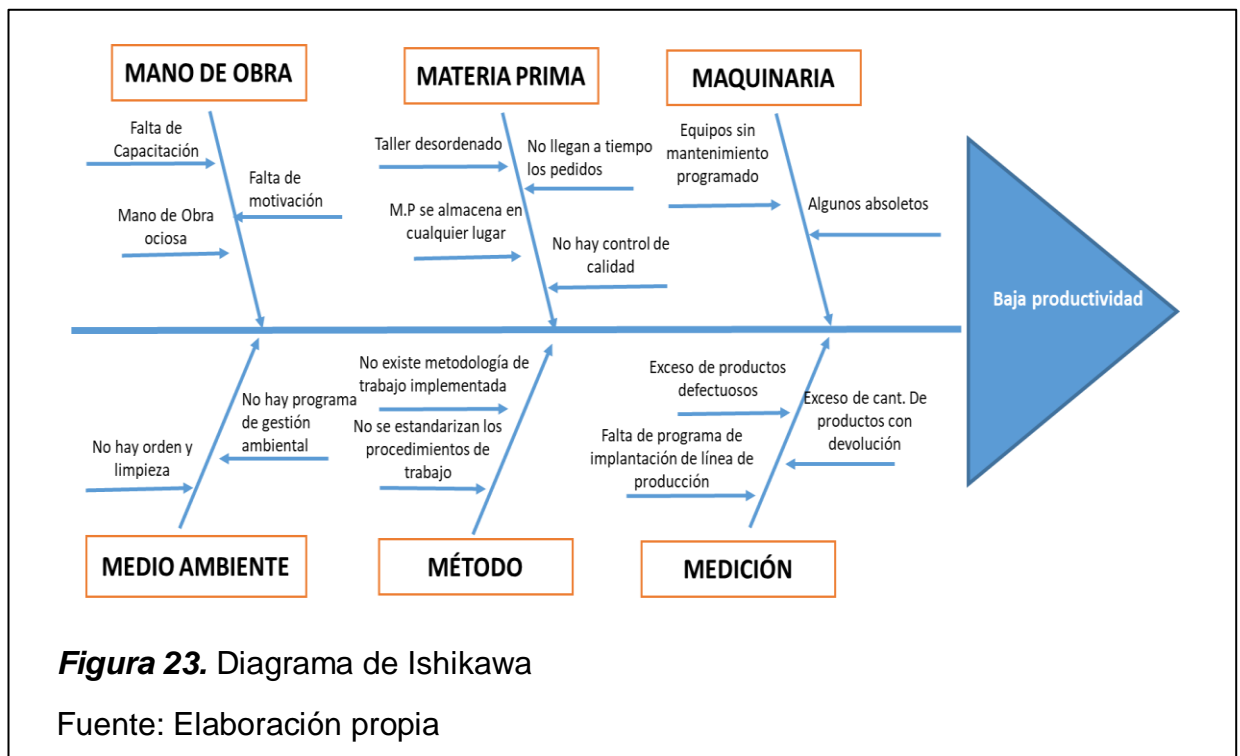 MANO DE OBRA
Falta de
Capacitación
Falta de
motivación
Mano de Obra
ociosa
MATERIA PRIMA
Taller desordenado
No llegan a tiempo
los pedidos
M.P se almacena en
cualquier lugar
No hay control de
calidad
MAQUINARIA
Equipos sin
mantenimiento
programado
Algunos absoletos
Baja productividad
No hay programa
de gestión
ambiental
No hay orden y
limpieza
MEDIO AMBIENTE
No existe metodología de
trabajo implementada
No se estandarizan los
procedimientos de
trabajo
MÉTODO
Exceso de productos
defectuosos
Exceso de cant. De
productos con
devolución
Falta de programa de
implantación de línea de
producción
MEDICIÓN
Figura 23. Diagrama de Ishikawa
Fuente: Elaboración propia